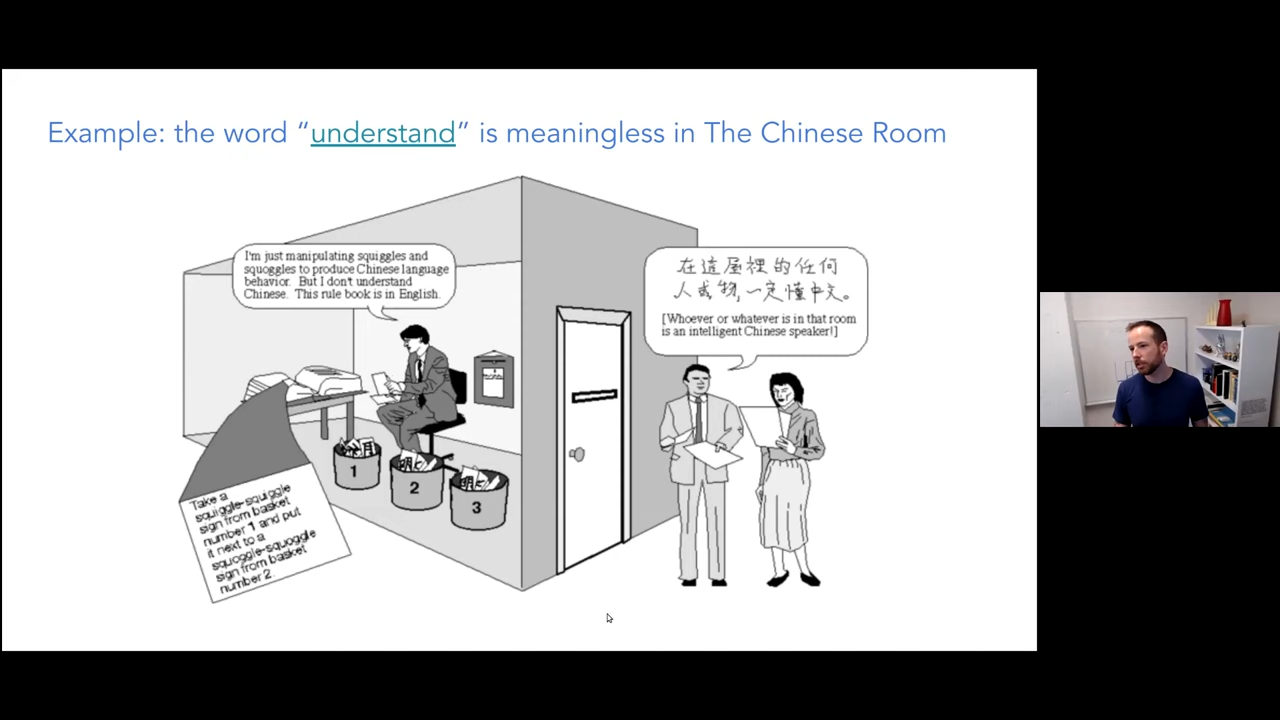 Example: the word “understand” is meaningless in The Chinese Room
I'm just manipulating squiggles and
squoggles to produce Chinese language
behavior. But I don't understand
Chinese. This rule book is in English.
在這屋裡的任何
人或物,一定懂中文。
[Whoever or whatever is in that room
is an intelligent Chinese speaker!]
1
2
3
Take a
squiggle-squiggle
sign from basket
number 1 and put
it next to a
squoggle-squoggle
sign from basket
number 2.